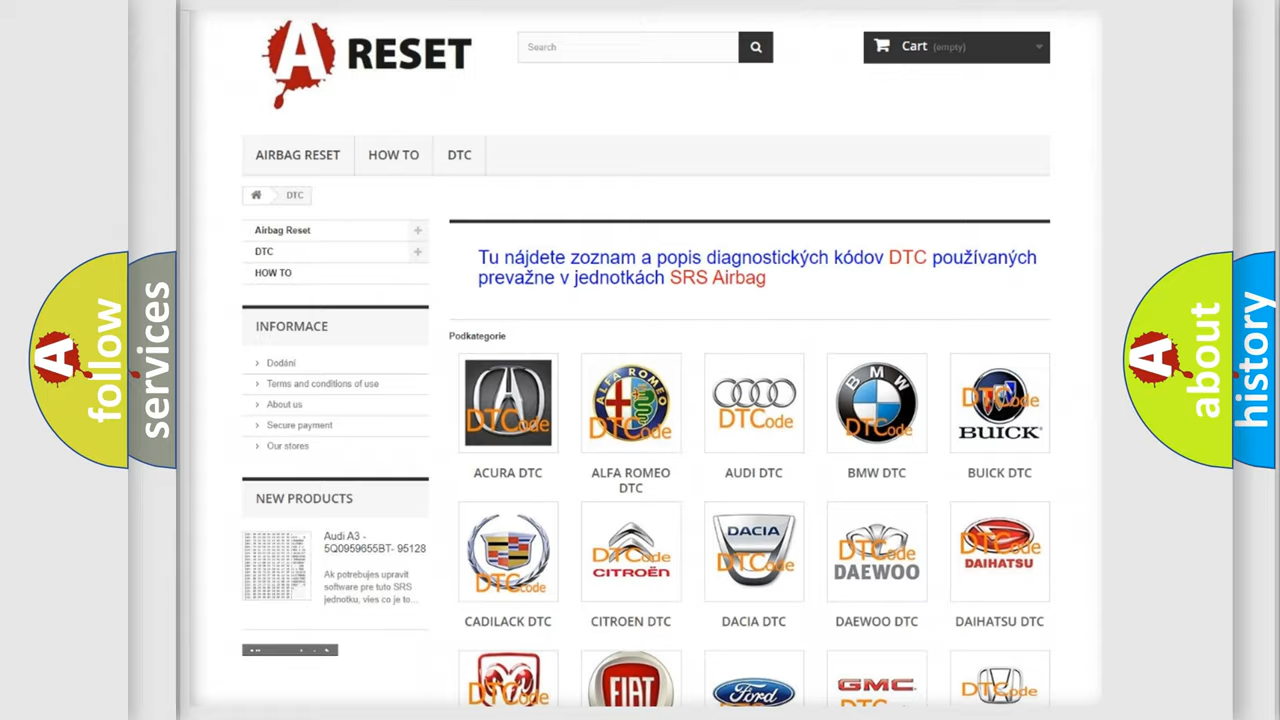 A RESET
Search
Cart (empty)
AIRBAG RESET
HOW TO
DTC
DTC
Airbag Reset
DTC
HOW TO
INFORMACE
Dodání
Terms and conditions of use
About us
Secure payment
Our stores
NEW PRODUCTS
Audi A3 -
5Q0959655BT- 95128
Ak potrebujes upravit
software pre tuto SRS
jednotku, vies co je to...
Tu nájdete zoznam a popis diagnostických kódov DTC používaných
prevažne v jednotkách SRS Airbag
Podkategorie
DTCode
ALFA ROMEO
DTCode
DTCode
BMW
DTCode
DTCode
BUICK
ACURA DTC
ALFA ROMEO
DTC
AUDI DTC
BMW DTC
BUICK DTC
DTCode
DTCode
CITROËN
DACIA
DTCode
DTCode
DAEWOO
DTCode
DAIHATSU
CADILACK DTC
CITROEN DTC
DACIA DTC
DAEWOO DTC
DAIHATSU DTC
DTCode
FIAT
Ford
GMC
DTCode
A follow
services
A about
history